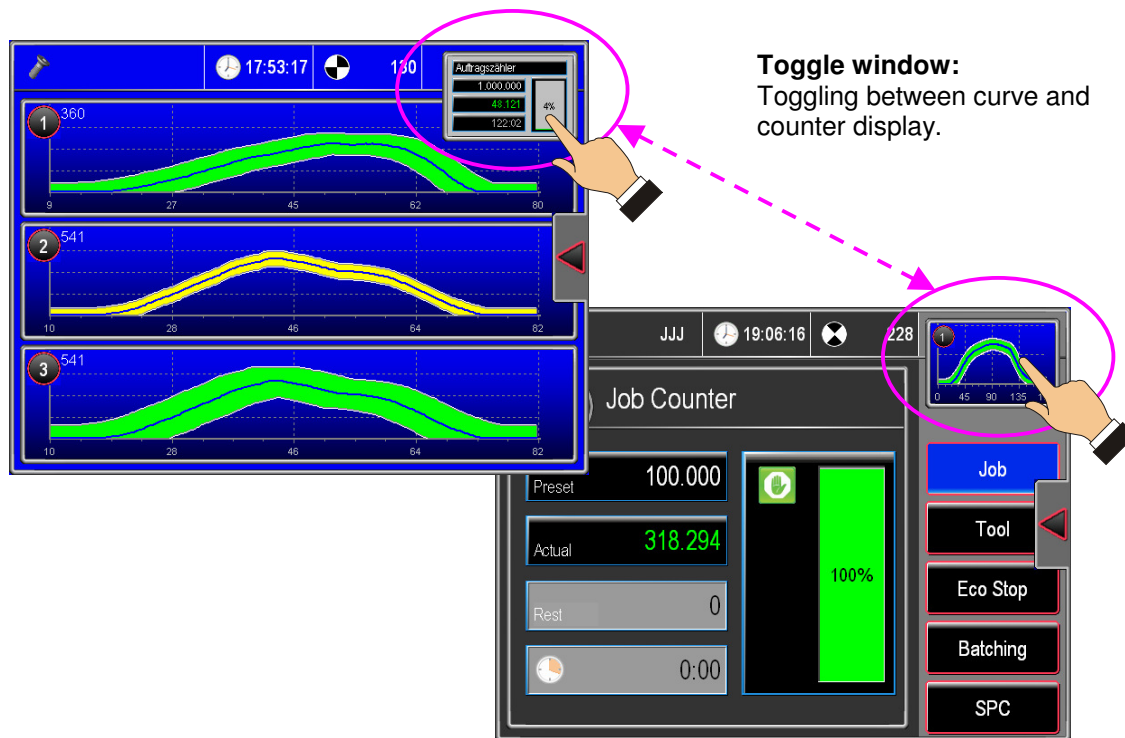 Toggle window:
Toggling between curve and
counter display.
17:53:17
130
Auftragszähler
1.000.000
48.121
122:02
4%
1
360
9 27 45 62 80
2
541
10 28 46 64 82
3
541
10 28 46 64 82
JJJ
19:06:16
228
1
0 45 90 135
Job Counter
Preset 100.000
Actual 318.294
Rest 0
0:00
100%
Job
Tool
Eco Stop
Batching
SPC